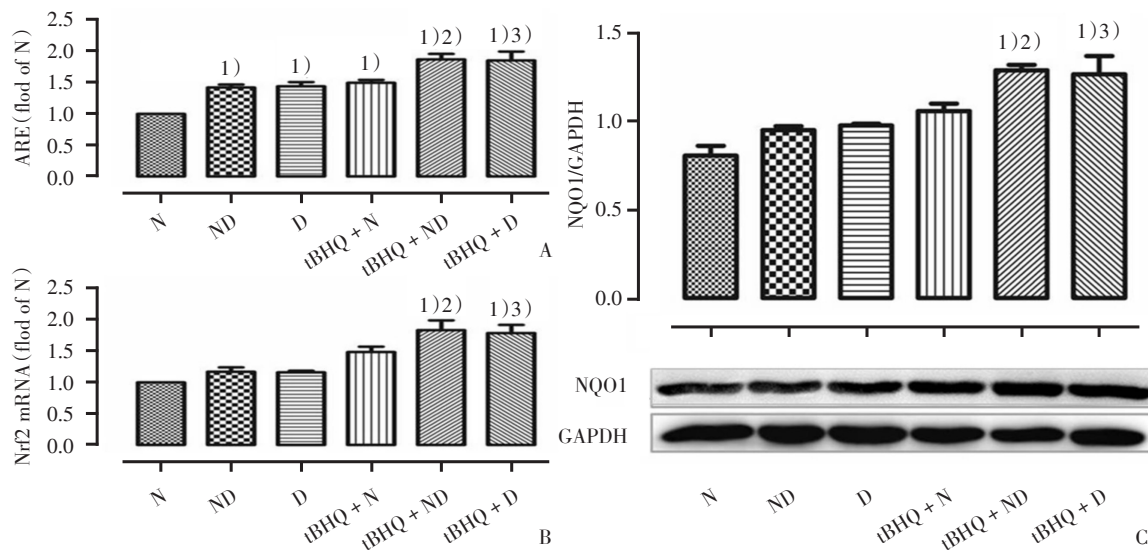 ARE(flod of N)
2.5
2.0
1.5
1.0
0.5
0.0
1)
1)
1)
1)2)
1)3)
N
ND
D
tBHQ + N
tBHQ + ND
tBHQ + D
A
Nrf2 mRNA(flod of N)
2.5
2.0
1.5
1.0
0.5
0.0
1)2)
1)3)
N
ND
D
tBHQ + N
tBHQ + ND
tBHQ + D
B
NQO1/GAPDH
1.5
1.0
0.5
0.0
1)2)
1)3)
NQO1
GAPDH
N
ND
D
tBHQ + N
tBHQ + ND
tBHQ + D
C